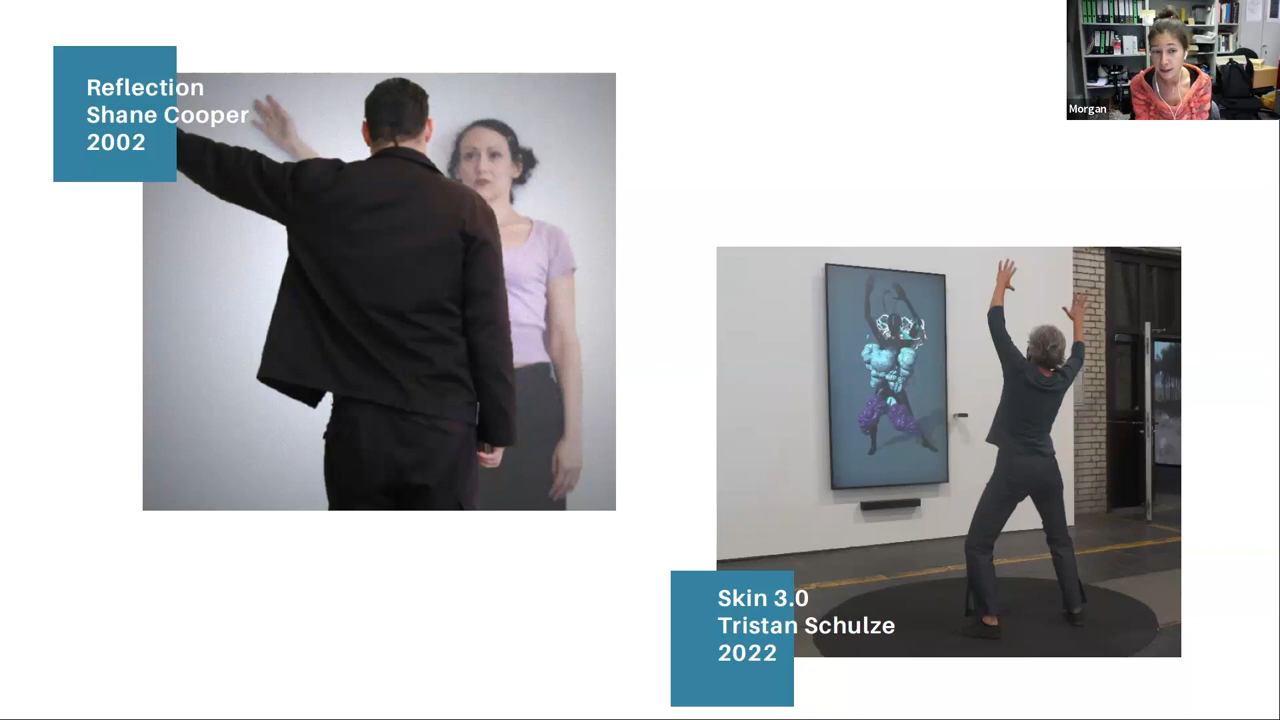 Reflection
Shane Cooper
2002
Morgan
Skin 3.0
Tristan Schulze
2022